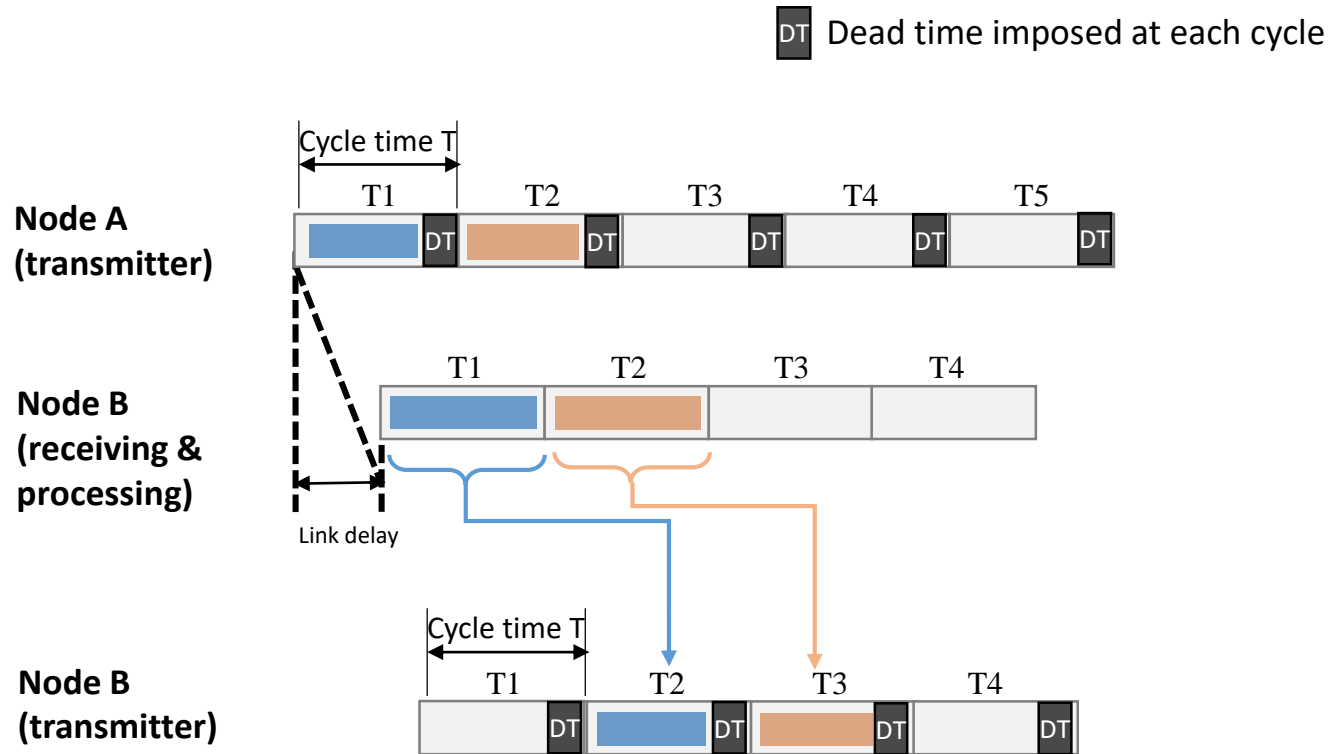 DT Dead time imposed at each cycle
Cycle time T
T1 T2 T3 T4 T5
Node A
(transmitter)
DT DT DT DT DT
T1 T2 T3 T4
Node B
(receiving &
processing)
Link delay
Cycle time T
T1 T2 T3 T4
Node B
(transmitter)
DT DT DT DT